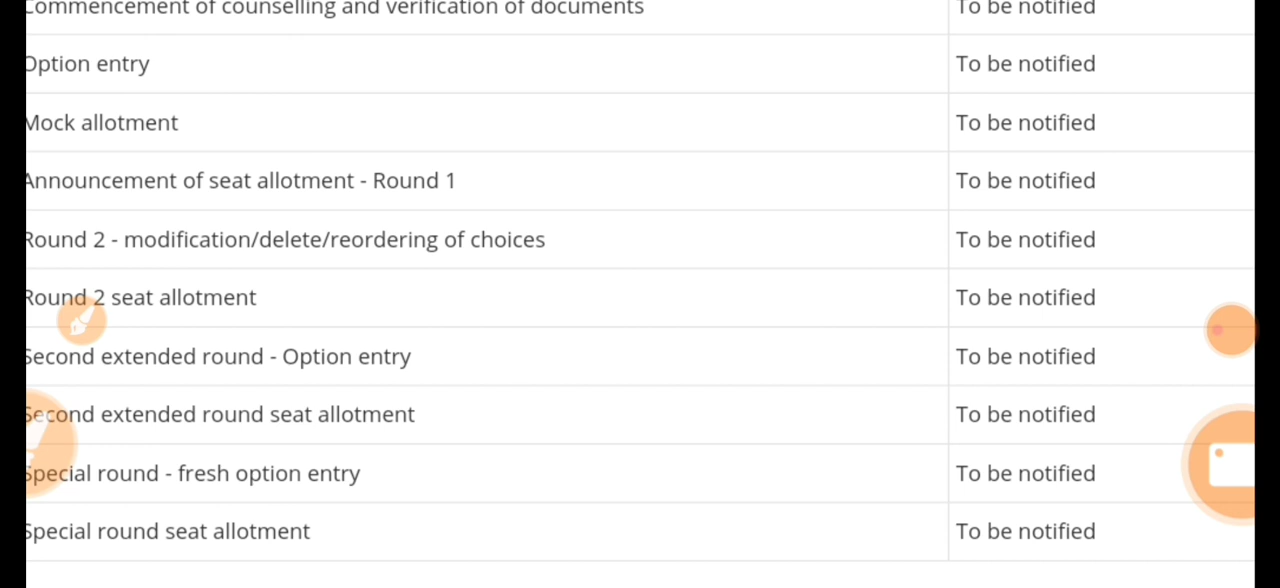 Commencement of counselling and verification of documents To be notified
Option entry To be notified
Mock allotment To be notified
Announcement of seat allotment - Round 1 To be notified
Round 2 - modification/delete/reordering of choices To be notified
Round 2 seat allotment To be notified
Second extended round - Option entry To be notified
Second extended round seat allotment To be notified
Special round - fresh option entry To be notified
Special round seat allotment To be notified